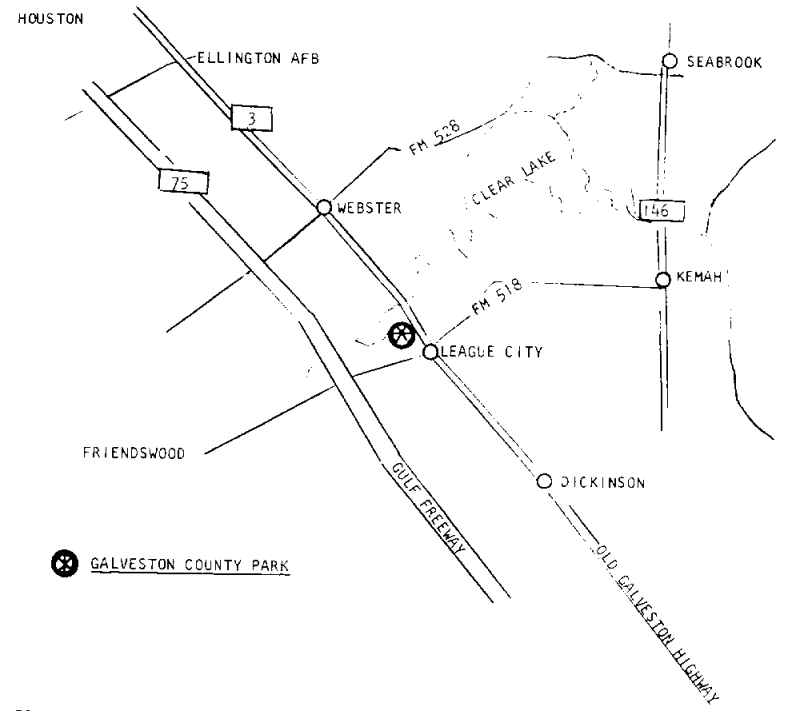 HOUSTON
ELLINGTON AFB
SEABROOK
3
FM 528
75
CLEAR LAKE
WEBSTER
146
KEMAH
FM 518
LEAGUE CITY
FRIENDSWOOD
GULF FREEWAY
DICKINSON
GALVESTON COUNTY PARK
OLD GALVESTON HIGHWAY